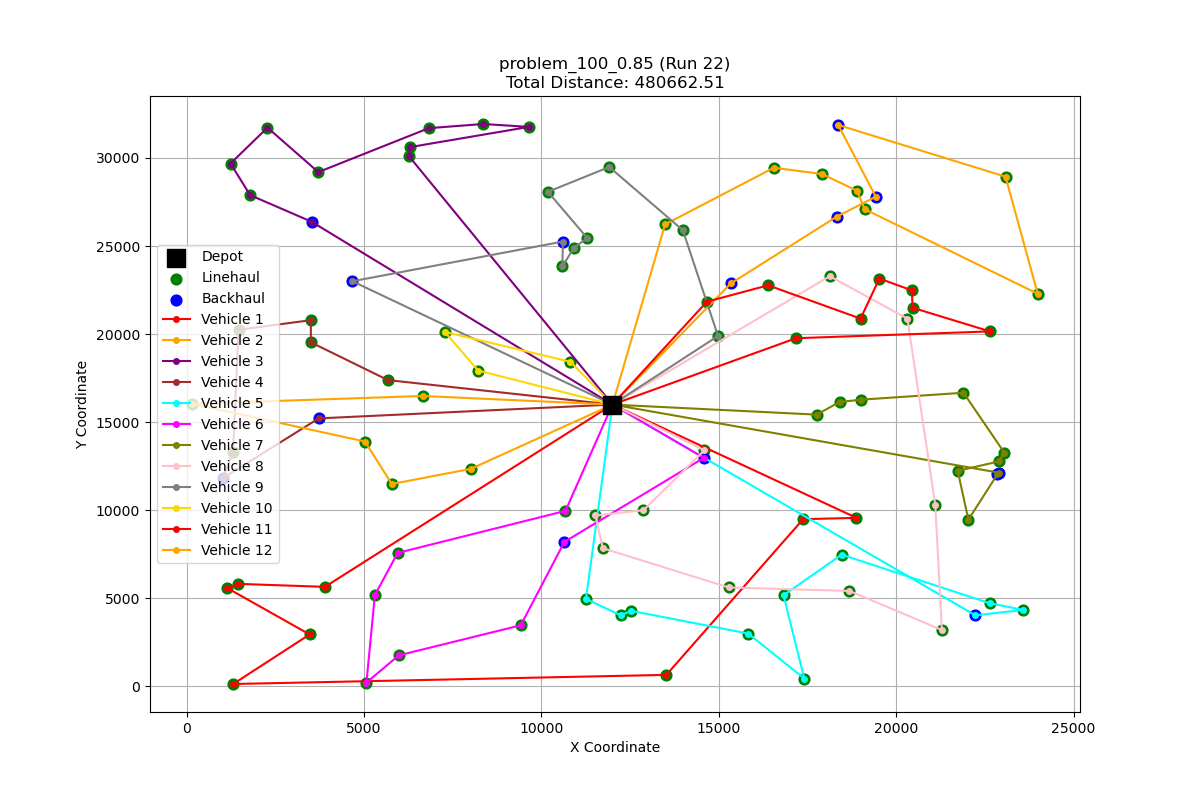 problem_100_0.85 (Run 22)
Total Distance: 480662.51
Y Coordinate
30000
25000
20000
15000
10000
5000
0
Depot
Linehaul
Backhaul
Vehicle 1
Vehicle 2
Vehicle 3
Vehicle 4
Vehicle 5
Vehicle 6
Vehicle 7
Vehicle 8
Vehicle 9
Vehicle 10
Vehicle 11
Vehicle 12
0 5000 10000 15000 20000 25000
X Coordinate